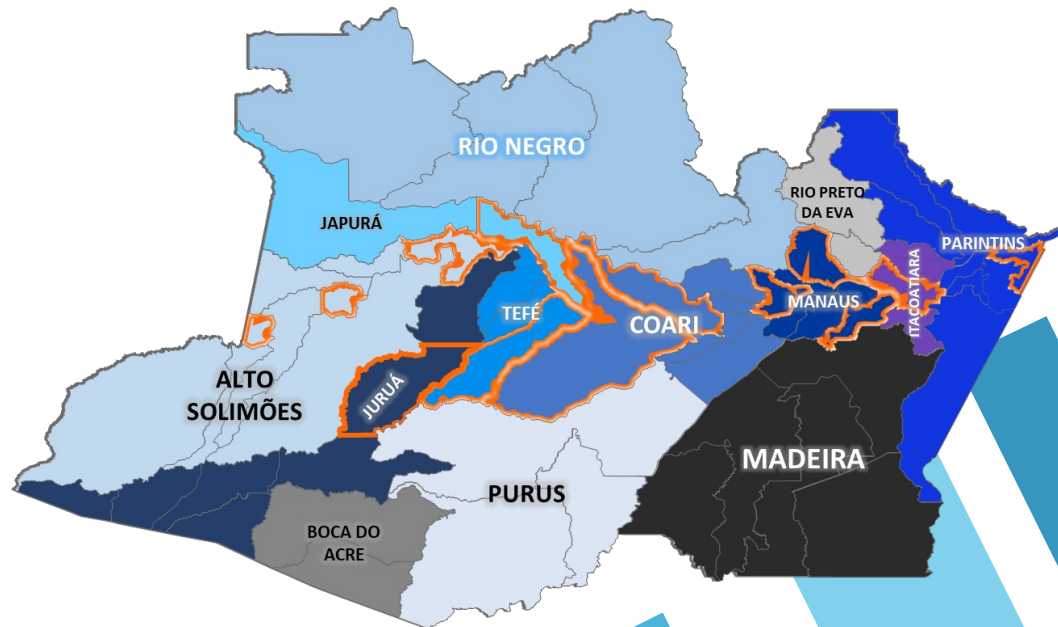 RIO NEGRO
RIO PRETO
DA EVA
JAPURÁ
PARINTINS
ITACOATIARA
MANAUS
TEFÉ
COARI
ALTO
SOLIMÕES
JURUÁ
MADEIRA
PURUS
BOCA DO
ACRE